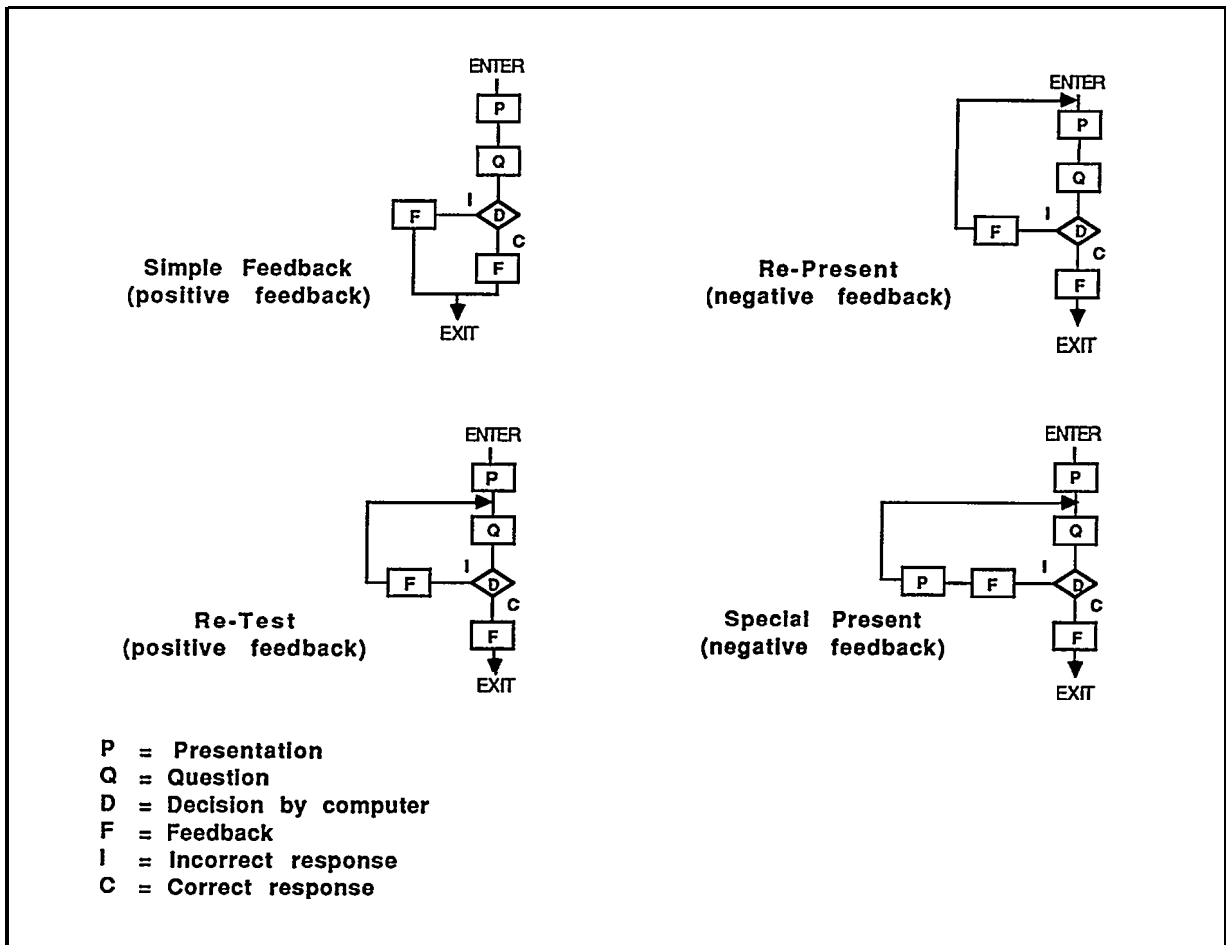 ENTER
P
Q
I
F
D
C
F
Simple Feedback
(positive feedback)
EXIT
ENTER
P
Q
I
F
D
C
F
Re-Present
(negative feedback)
EXIT
ENTER
P
Q
I
F
D
C
F
Re-Test
(positive feedback)
EXIT
ENTER
P
Q
I
P
F
D
C
F
Special Present
(negative feedback)
EXIT
P = Presentation
Q = Question
D = Decision by computer
F = Feedback
I = Incorrect response
C = Correct response